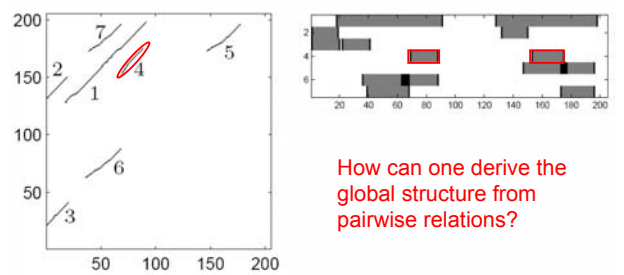 200
150
100
50
50 100 150 200
7
5
2
4
1
6
3
2
4
6
20 40 60 80 100 120 140 160 180 200
How can one derive the
global structure from
pairwise relations?